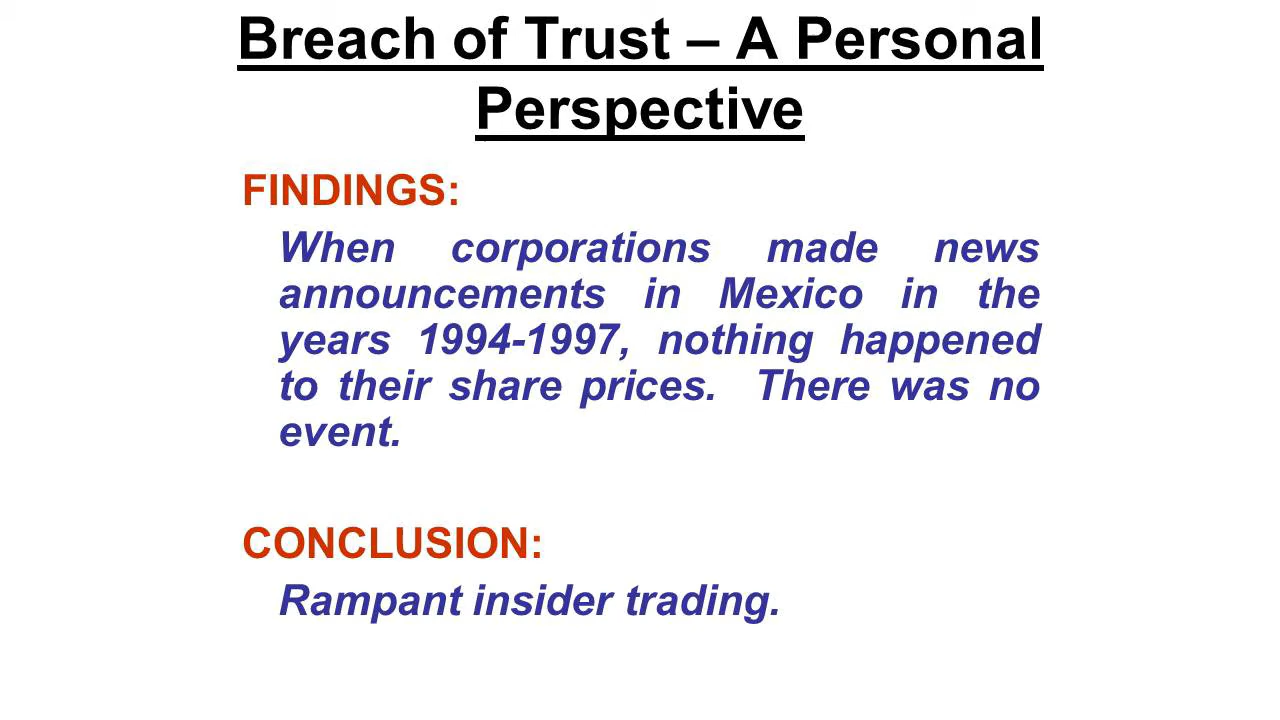 Breach of Trust – A Personal
Perspective
FINDINGS:
When corporations made news
announcements in Mexico in the
years 1994-1997, nothing happened
to their share prices. There was no
event.
CONCLUSION:
Rampant insider trading.